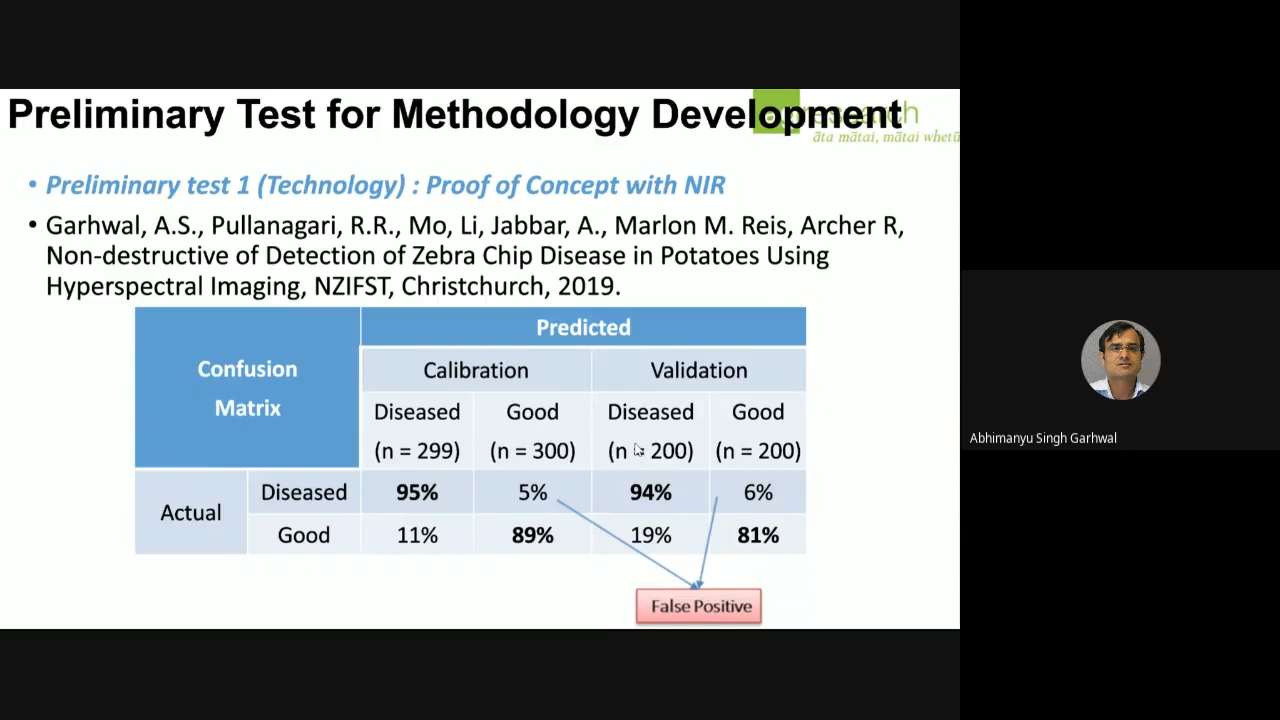 Preliminary Test for Methodology Development
āta mātai, mātai whetū
• Preliminary test 1 (Technology) : Proof of Concept with NIR
• Garhwal, A.S., Pullanagari, R.R., Mo, Li, Jabbar, A., Marlon M. Reis, Archer R,
Non-destructive of Detection of Zebra Chip Disease in Potatoes Using
Hyperspectral Imaging, NZIFST, Christchurch, 2019.
Confusion
Matrix
Predicted
Calibration Validation
Diseased Good Diseased Good
(n = 299) (n = 300) (n = 200) (n = 200)
Actual
Diseased 95% 5% 94% 6%
Good 11% 89% 19% 81%
False Positive
Abhimanyu Singh Garhwal